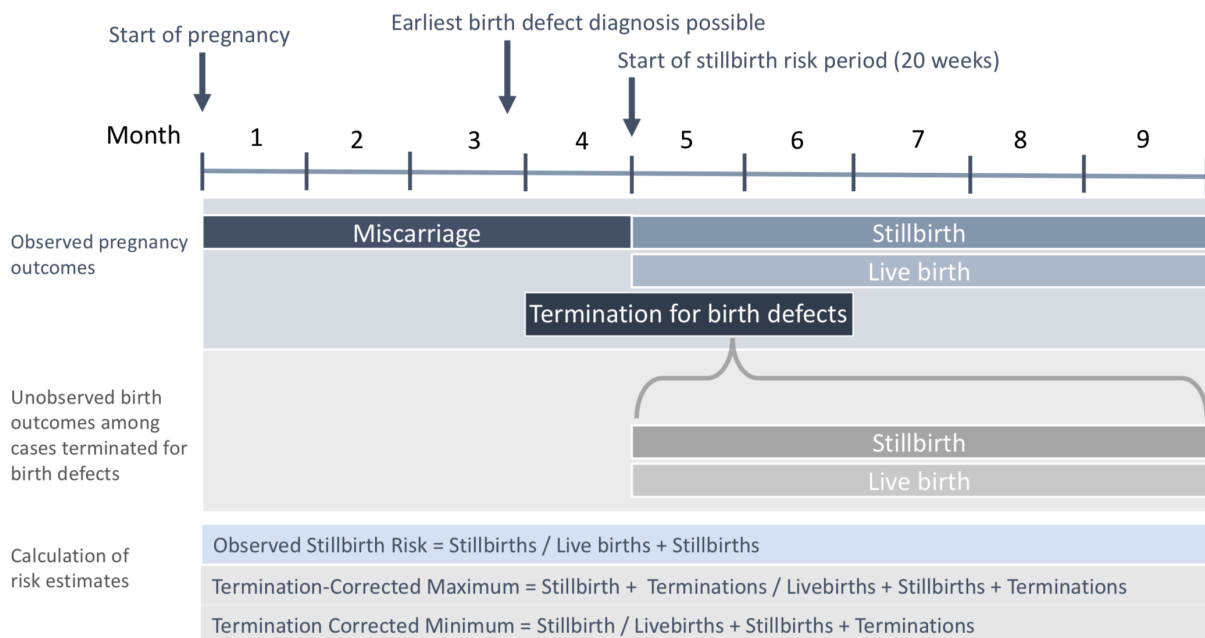 Start of pregnancy
Earliest birth defect diagnosis possible
Start of stillbirth risk period (20 weeks)
Month 1 2 3 4 5 6 7 8 9
Observed pregnancy
outcomes
Miscarriage
Stillbirth
Live birth
Termination for birth defects
Unobserved birth
outcomes among
cases terminated for
birth defects
Stillbirth
Live birth
Calculation of
risk estimates
Observed Stillbirth Risk = Stillbirths / Live births + Stillbirths
Termination-Corrected Maximum = Stillbirth + Terminations / Livebirths + Stillbirths + Terminations
Termination Corrected Minimum = Stillbirth / Livebirths + Stillbirths + Terminations